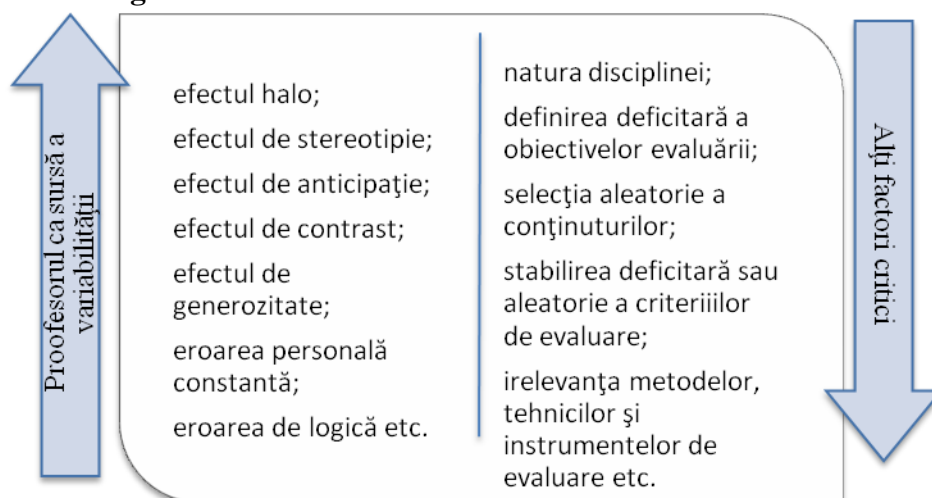 Proofesorul ca sursă a
variabilităţii
efectul halo;
efectul de stereotipie;
efectul de anticipaţie;
efectul de contrast;
efectul de
generozitate;
eroarea personală
constantă;
eroarea de logică etc.
natura disciplinei;
definirea deficitară a
obiectivelor evaluării;
selecţia aleatorie a
conţinuturilor;
stabilirea deficitară sau
aleatorie a criteriiilor
de evaluare;
irelevanţa metodelor,
tehnicilor şi
instrumentelor de
evaluare etc.
Alţi factori critici